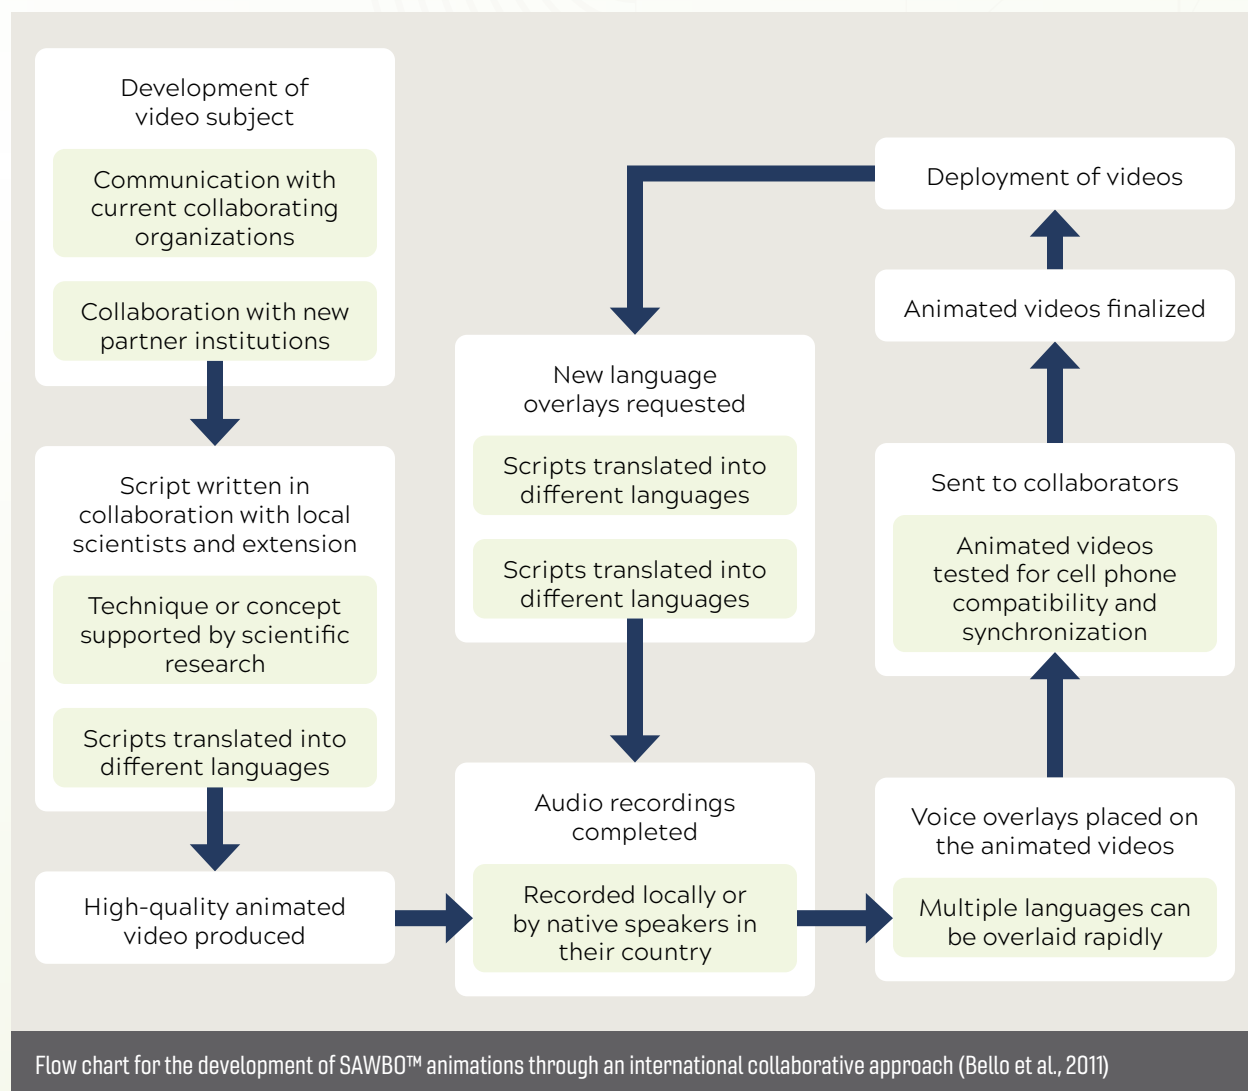 Development of
video subject
Communication with
current collaborating
organizations
Collaboration with new
partner institutions
Script written in
collaboration with local
scientists and extension
Technique or concept
supported by scientific
research
Scripts translated into
different languages
High-quality animated
video produced
New language
overlays requested
Scripts translated into
different languages
Scripts translated into
different languages
Audio recordings
completed
Recorded locally or
by native speakers in
their country
Deployment of videos
Animated videos finalized
Sent to collaborators
Animated videos
tested for cell phone
compatibility and
synchronization
Voice overlays placed on
the animated videos
Multiple languages can
be overlaid rapidly
Flow chart for the development of SAWBO™ animations through an international collaborative approach (Bello et al., 2011)